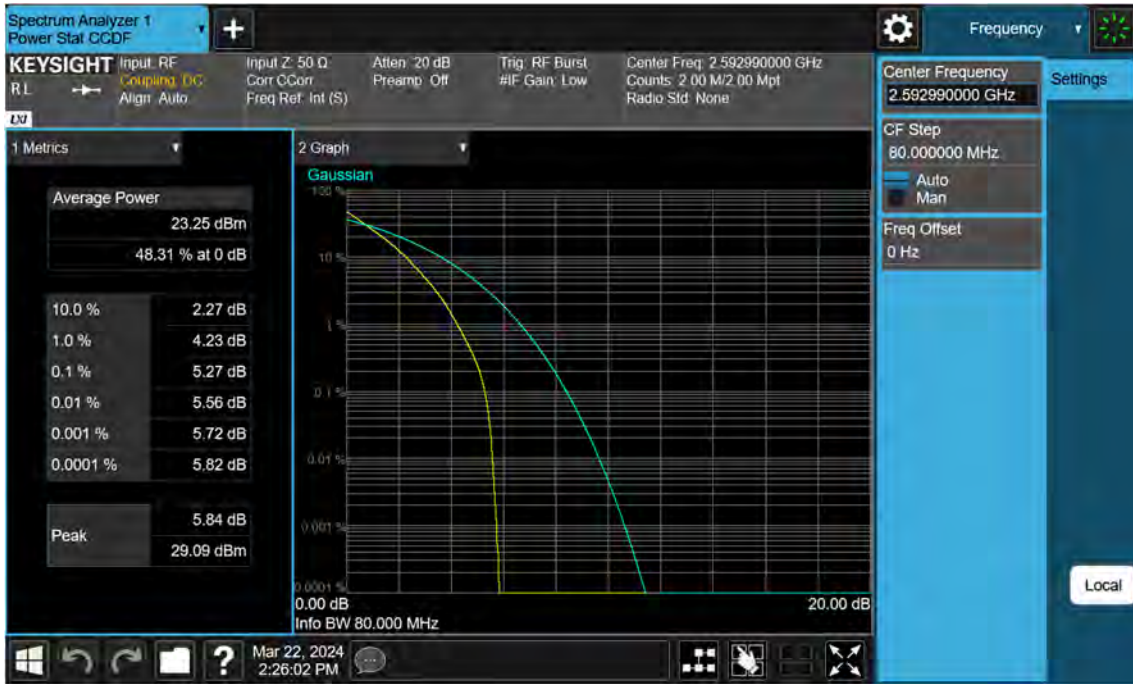 Spectrum Analyzer 1
Power Stat CCDF
Frequency
KEYSIGHT
RL
LXI
Input: RF
Coupling: DC
Align: Auto
Input Z: 50 Ω
Corr CCorr
Freq Ref: Int (S)
Atten: 20 dB
Preamp: Off
Trig: RF Burst
#IF Gain: Low
Center Freq: 2.592990000 GHz
Counts: 2.00 M/2.00 Mpt
Radio Std: None
Center Frequency
2.592990000 GHz
Settings
CF Step
80.000000 MHz
Auto
Man
Freq Offset
0 Hz
1 Metrics
Average Power
23.25 dBm
48.31 % at 0 dB
10.0 % 2.27 dB
1.0 % 4.23 dB
0.1 % 5.27 dB
0.01 % 5.56 dB
0.001 % 5.72 dB
0.0001 % 5.82 dB
Peak
5.84 dB
29.09 dBm
2 Graph
Gaussian
100 %
10 %
1 %
0.1 %
0.01 %
0.001 %
0.0001 %
0.00 dB 20.00 dB
Info BW 80.000 MHz
Local
?
Mar 22, 2024
2:26:02 PM